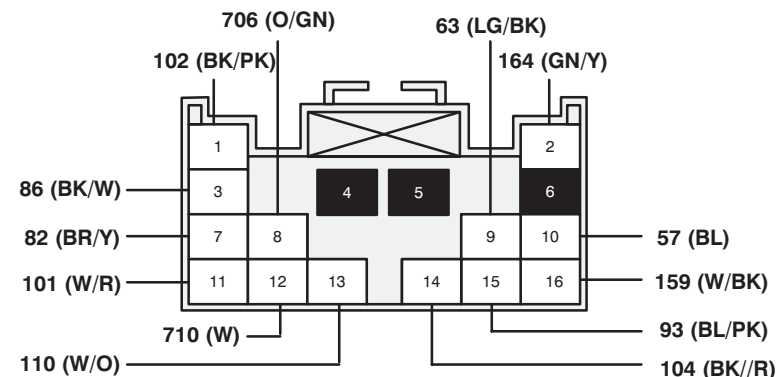 706 (O/GN) 63 (LG/BK)
102 (BK/PK) 164 (GN/Y)
1 2
86 (BK/W) 3 4 5 6
82 (BR/Y) 7 8 9 10 57 (BL)
101 (W/R) 11 12 13 14 15 16 159 (W/BK)
710 (W) 93 (BL/PK)
110 (W/O) 104 (BK//R)